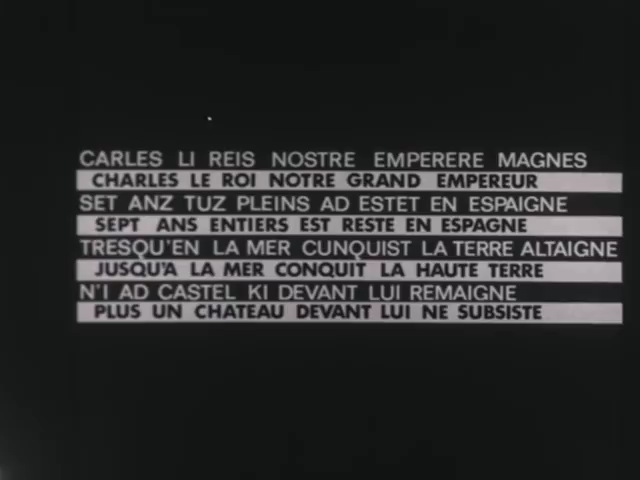 CARLES LI REIS NOSTRE EMPERERE MAGNES
CHARLES LE ROI NOTRE GRAND EMPEREUR
SET ANZ TUZ PLEINS AD ESTET EN ESPAIGNE
SEPT ANS ENTIERS EST RESTE EN ESPAGNE
TRESQU'EN LA MER CUNQUIST LA TERRE ALTAIGNE
JUSQU'A LA MER CONQUIT LA HAUTE TERRE
N'I AD CASTEL KI DEVANT LUI REMAIGNE
PLUS UN CHATEAU DEVANT LUI NE SUBSISTE